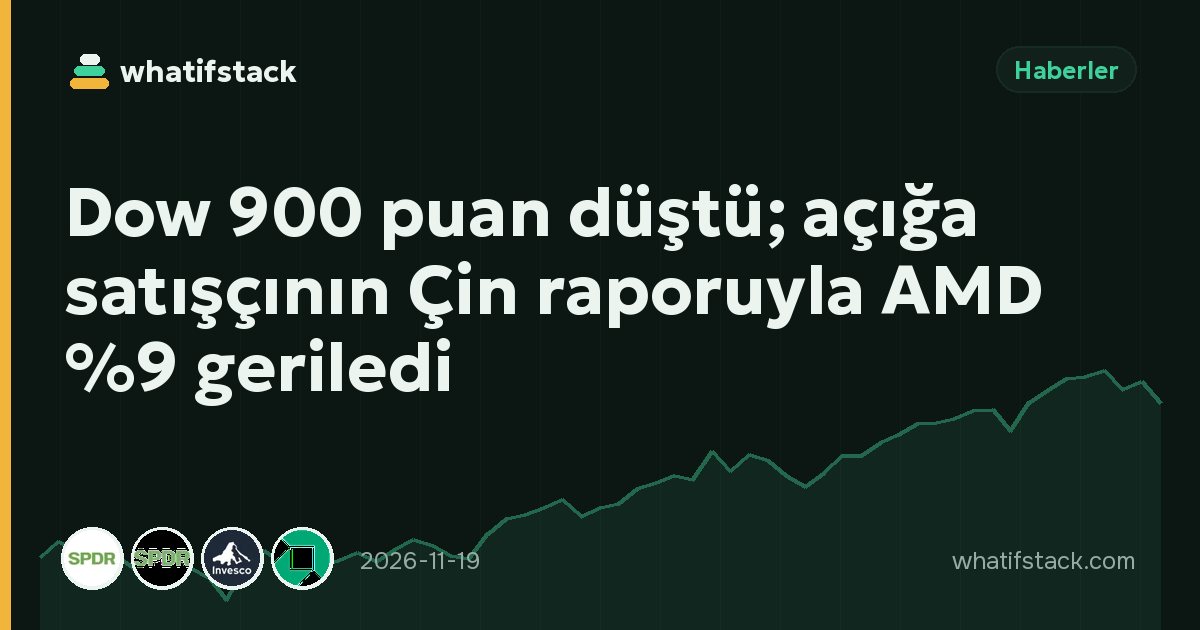 whatifstack
Haberler
Dow 900 puan düştü; açığa
satışçının Çin raporuyla AMD
%9 geriledi
SPDR
SPDR
Invesco
2026-11-19
whatifstack.com